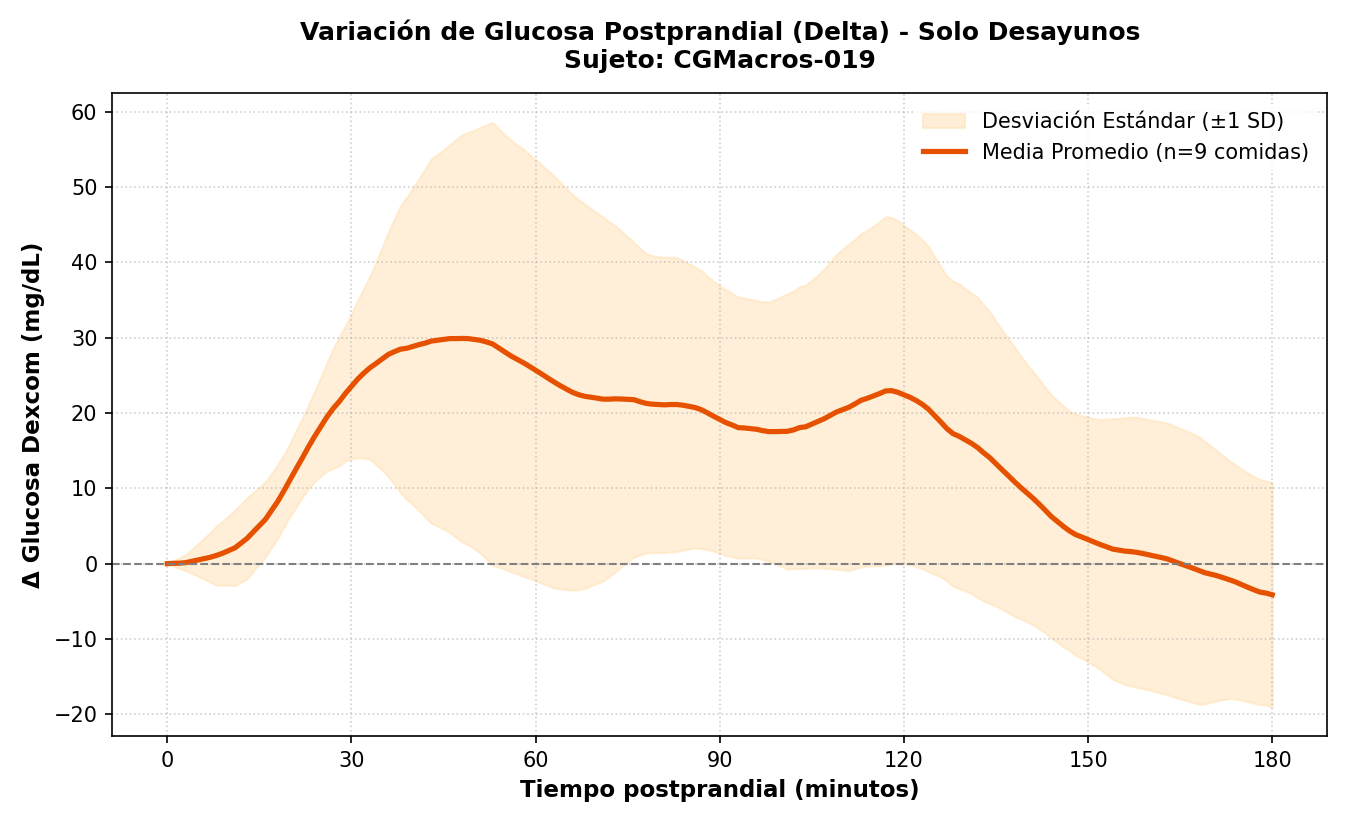 Variación de Glucosa Postprandial (Delta) - Solo Desayunos
Sujeto: CGMacros-019
Δ Glucosa Dexcom (mg/dL)
60
50
40
30
20
10
0
−10
−20
Desviación Estándar (±1 SD)
Media Promedio (n=9 comidas)
0 30 60 90 120 150 180
Tiempo postprandial (minutos)